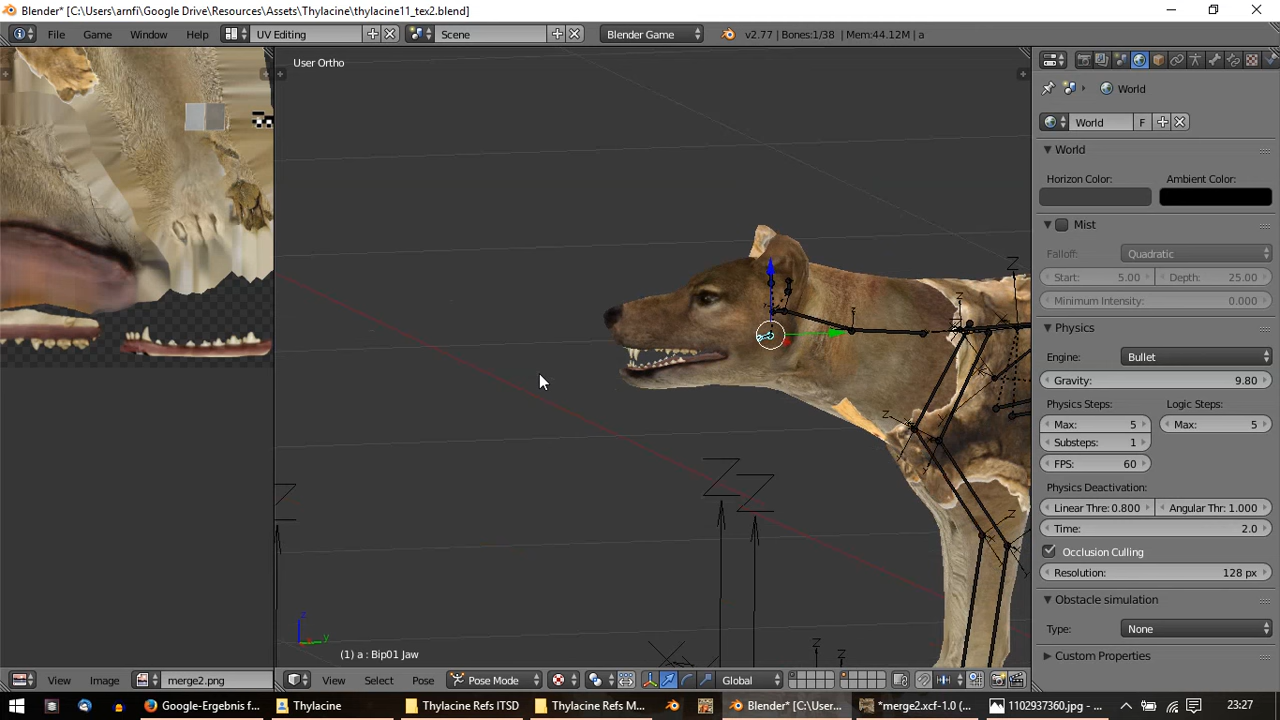 Blender* [C:\Users\arnfi\Google Drive\Resources\Assets\Thylacine\thylacine11_tex2.blend]
File Game Window Help UV Editing Scene Blender Game v2.77 | Bones:1/38 | Mem:44.12M | a
User Ortho
World
World F
World
Horizon Color: Ambient Color:
Mist
Falloff: Quadratic
Start: 5.00 Depth: 25.00
Minimum Intensity: 0.000
Physics
Engine: Bullet
Gravity: 9.80
Physics Steps: Logic Steps:
Max: 5 Max: 5
Substeps: 1
FPS: 60
Physics Deactivation:
Linear Thre: 0.800 Angular Thr: 1.000
Time: 2.0
Occlusion Culling
Resolution: 128 px
Obstacle simulation
Type: None
Custom Properties
z y
(1) a : Bip01 Jaw
View Image merge2.png View Select Pose Pose Mode Global
Google-Ergebnis f... Thylacine Thylacine Refs ITSD Thylacine Refs M... Blender* [C:\User... *merge2.xcf-1.0 (... 1102937360.jpg - ... 23:27